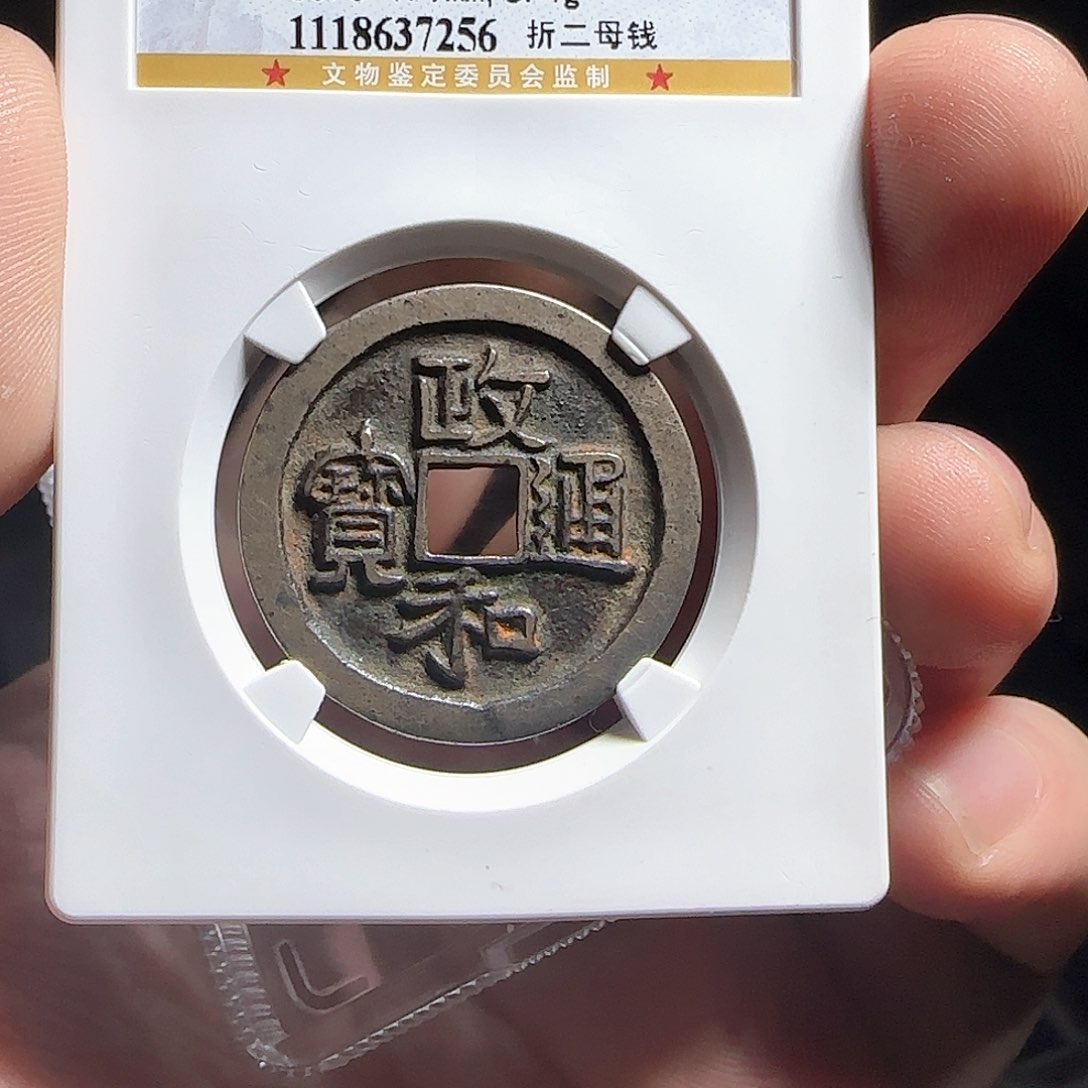 1118637256 折二母钱
★ 文物鉴定委员会监制 ★
政和通寶